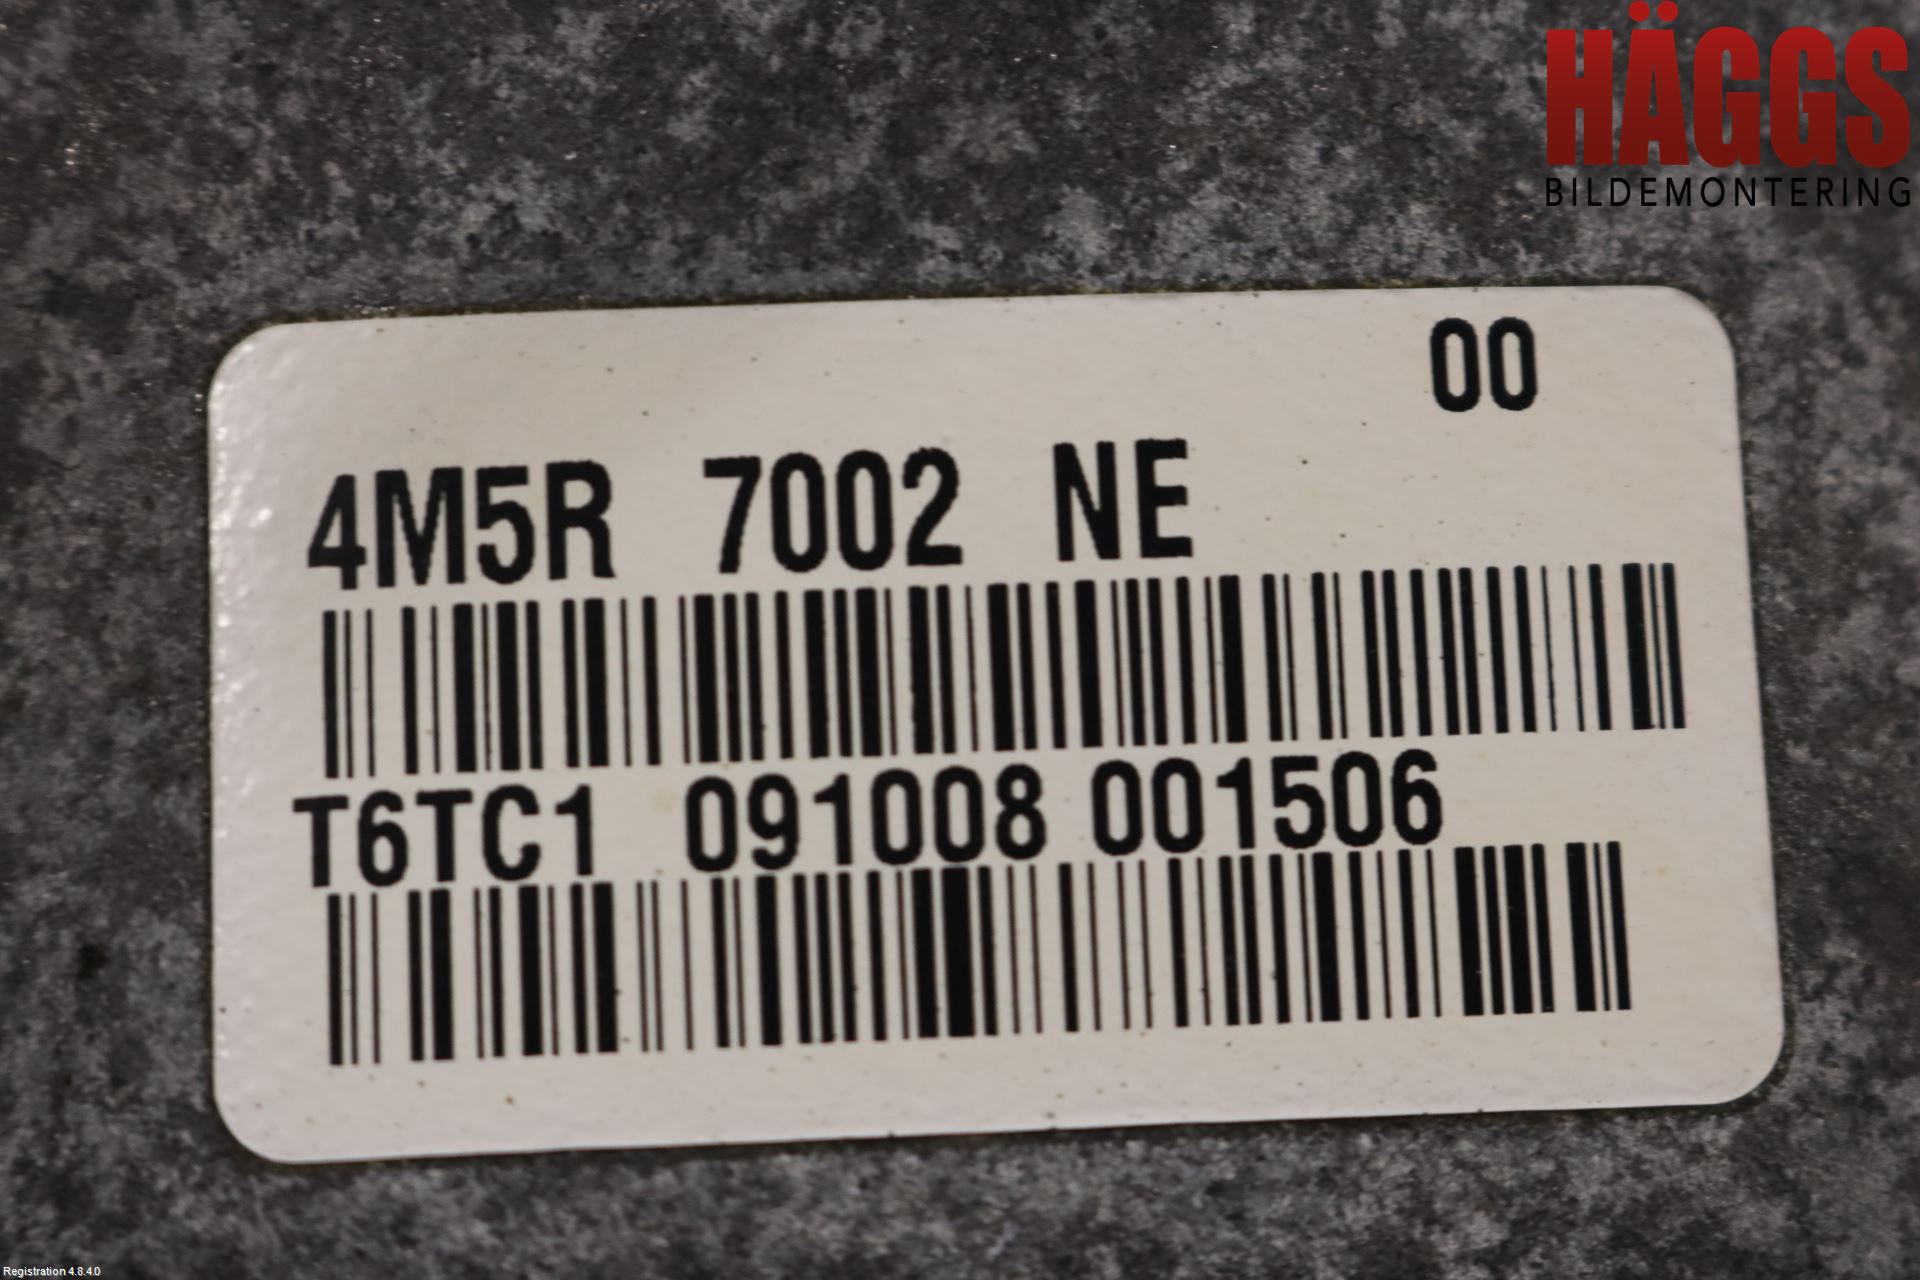 HÄGGS
BILDEMONTERING
00
4M5R 7002 NE
T6TC1 091008 001506
Registration 4.8.4.0